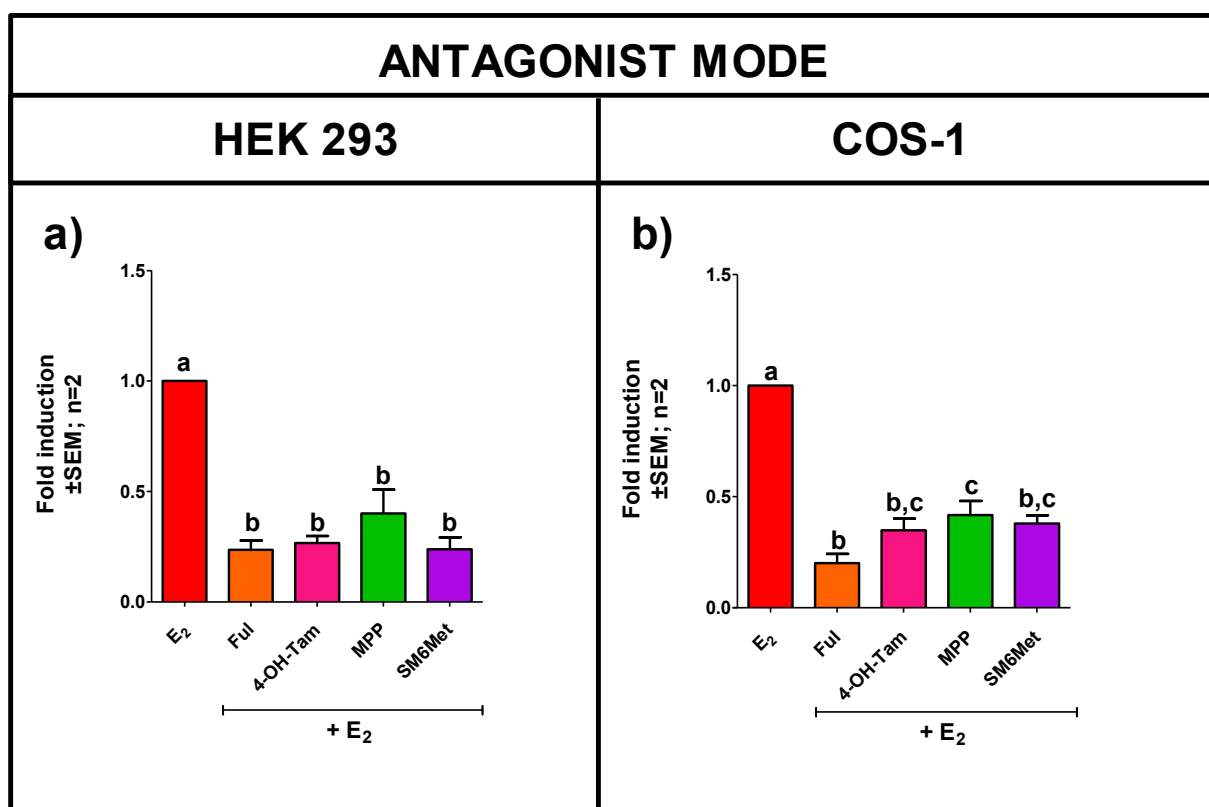 ANTAGONIST MODE
HEK 293
COS-1
a)
Fold induction
±SEM; n=2
1.5
1.0
0.5
0.0
a
b
b
b
b
E₂
Ful
4-OH-Tam
MPP
SM6Met
+ E₂
b)
Fold induction
±SEM; n=2
1.5
1.0
0.5
0.0
a
b
b,c
c
b,c
E₂
Ful
4-OH-Tam
MPP
SM6Met
+ E₂